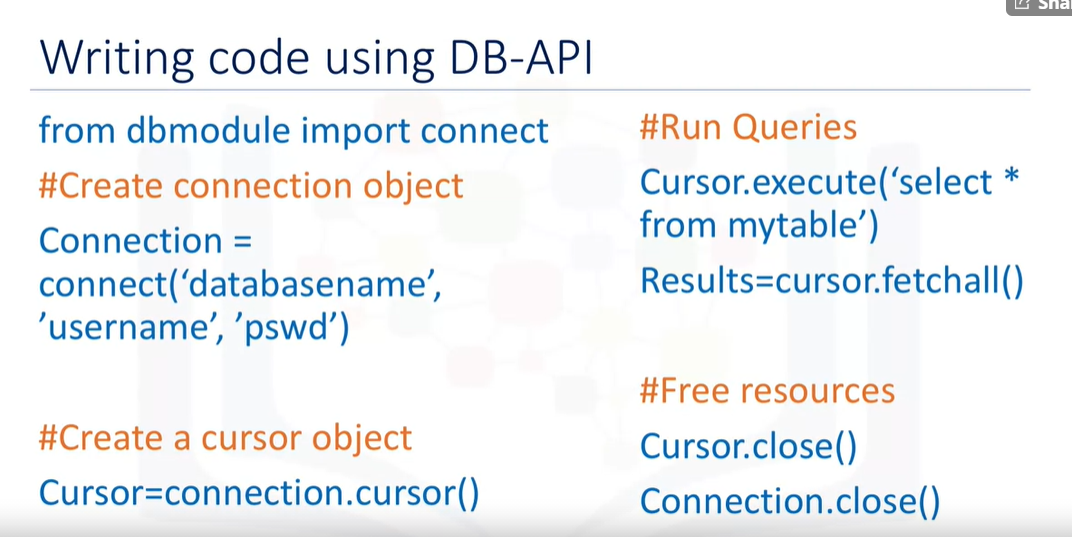 Writing code using DB-API
from dbmodule import connect
#Create connection object
Connection =
connect(‘databasename’,
’username’, ’pswd’)
#Create a cursor object
Cursor=connection.cursor()
#Run Queries
Cursor.execute(‘select *
from mytable’)
Results=cursor.fetchall()
#Free resources
Cursor.close()
Connection.close()